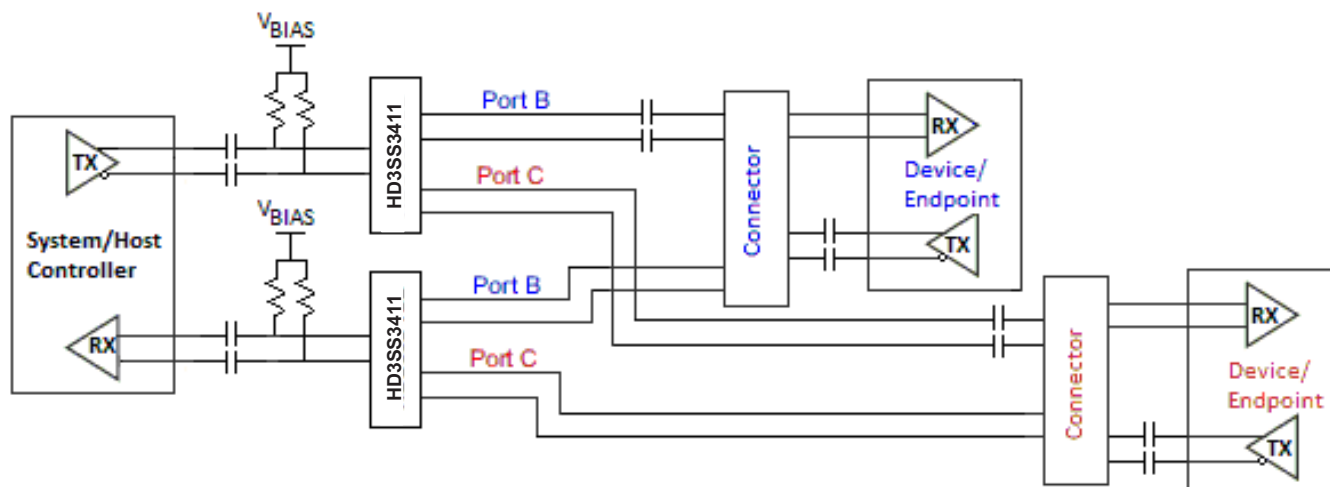 VBIAS
TX
System/Host
Controller
RX
VBIAS
HD3SS3411
HD3SS3411
Port B
Port C
Port B
Port C
Connector
RX
Device/
Endpoint
TX
Connector
RX
Device/
Endpoint
TX